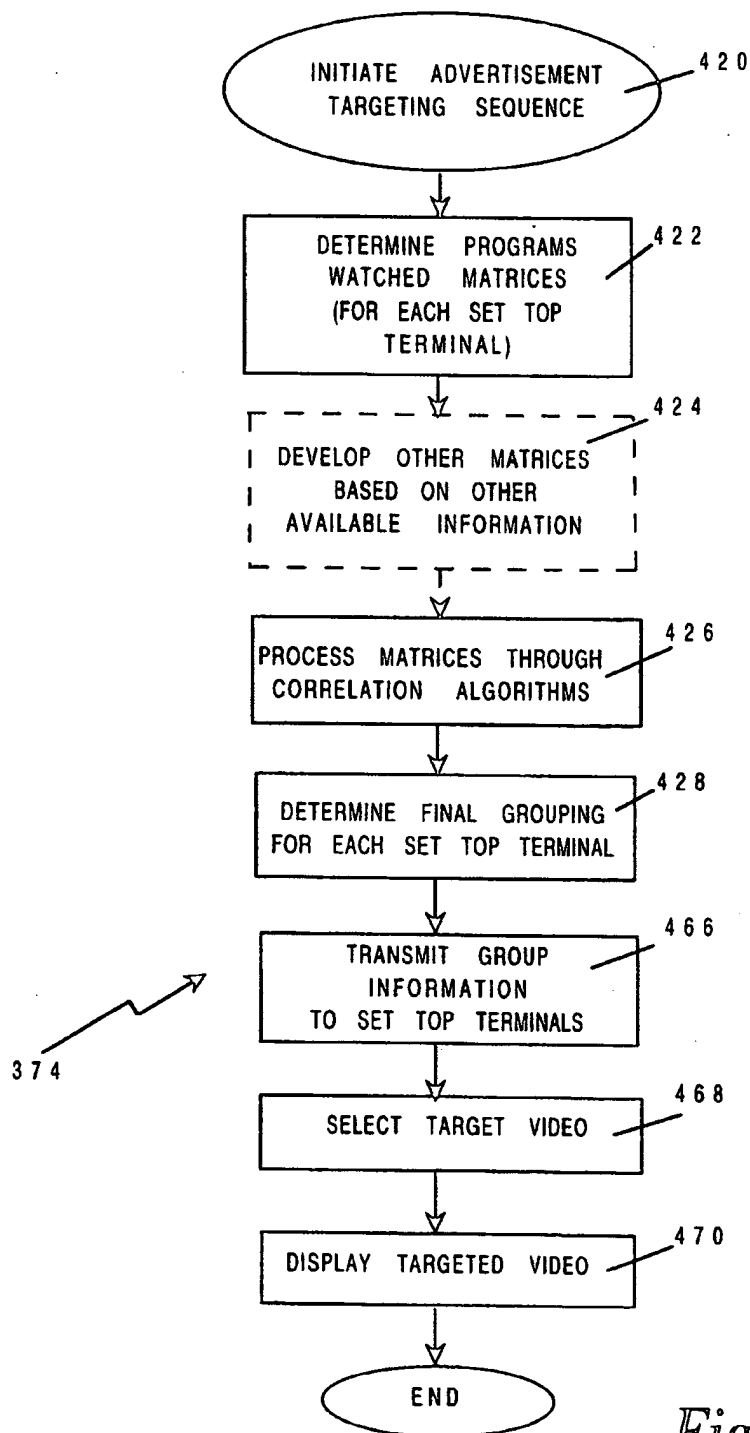 INITIATE ADVERTISEMENT
TARGETING SEQUENCE
420
DETERMINE PROGRAMS
WATCHED MATRICES
(FOR EACH SET TOP
TERMINAL)
422
DEVELOP OTHER MATRICES
BASED ON OTHER
AVAILABLE INFORMATION
424
PROCESS MATRICES THROUGH
CORRELATION ALGORITHMS
426
DETERMINE FINAL GROUPING
FOR EACH SET TOP TERMINAL
428
TRANSMIT GROUP
INFORMATION
TO SET TOP TERMINALS
466
374
SELECT TARGET VIDEO
468
DISPLAY TARGETED VIDEO
470
END
Fig